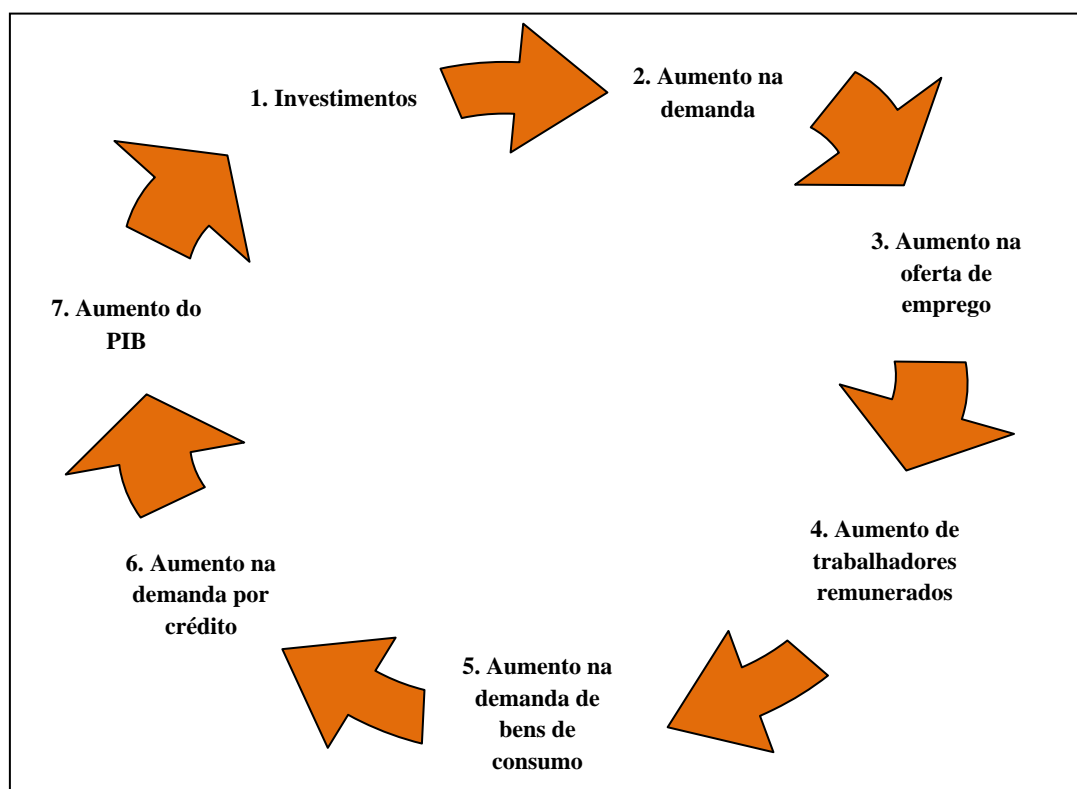 1. Investimentos
2. Aumento na
demanda
3. Aumento na
oferta de
emprego
4. Aumento de
trabalhadores
remunerados
5. Aumento na
demanda de
bens de
consumo
6. Aumento na
demanda por
crédito
7. Aumento do
PIB